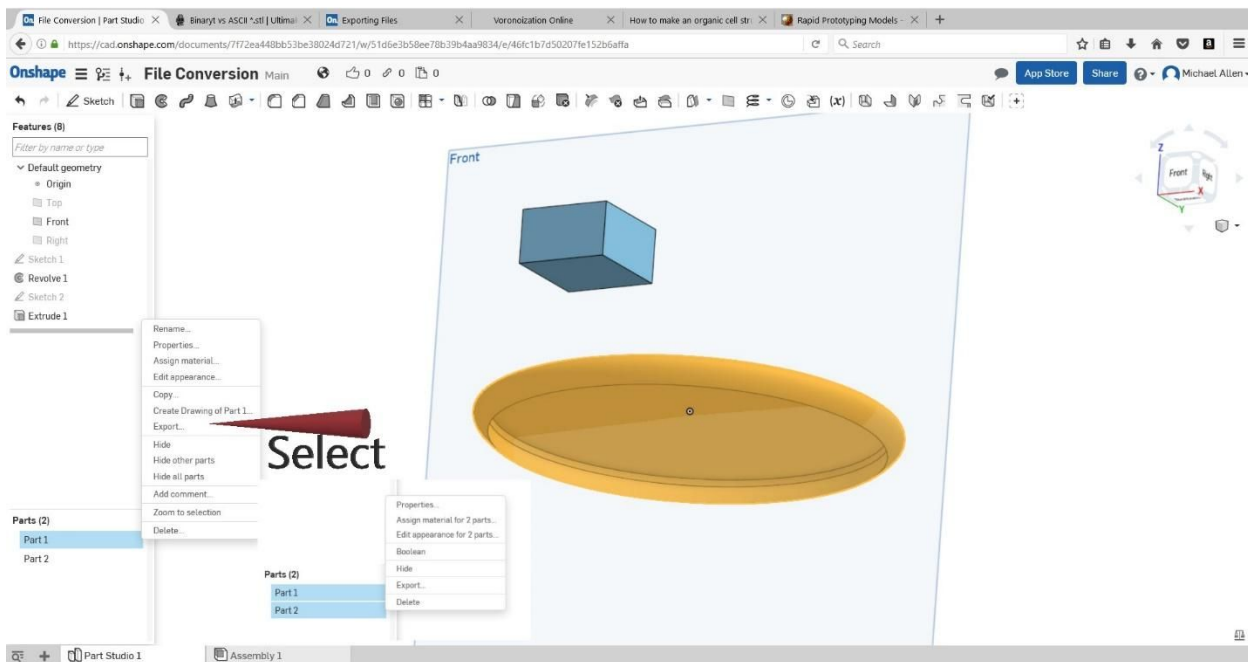 File Conversion | Part Studio
Binaryt vs ASCII *.stl | Ultima
Exporting Files
Voronoization Online
How to make an organic cell str
Rapid Prototyping Models -
https://cad.onshape.com/documents/7f72ea448bb53be38024d721/w/51d6e3b58ee78b39b4aa9834/e/46fc1b7d50207fe152b6affa
Search
Onshape
File Conversion Main
0 0 0
App Store
Share
Michael Allen
Sketch
(x)
Features (8)
Filter by name or type
Default geometry
Origin
Top
Front
Right
Sketch 1
Revolve 1
Sketch 2
Extrude 1
Rename...
Properties...
Assign material...
Edit appearance...
Copy...
Create Drawing of Part 1...
Export...
Hide
Hide other parts
Hide all parts
Add comment...
Zoom to selection
Delete...
Select
Parts (2)
Part 1
Part 2
Parts (2)
Part 1
Part 2
Properties...
Assign material for 2 parts...
Edit appearance for 2 parts...
Boolean
Hide
Export...
Delete
Front
Z
Front
Right
X
Y
Part Studio 1
Assembly 1